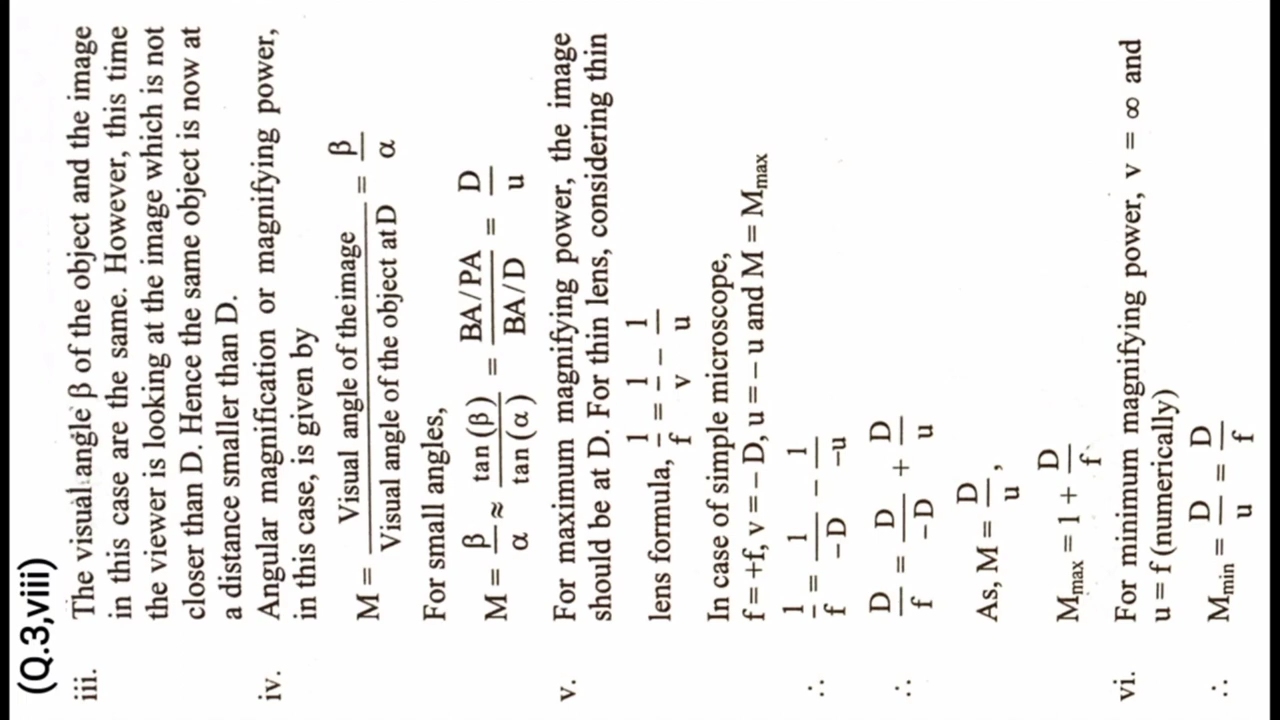 (Q.3,viii)
iii. The visual angle β of the object and the image
in this case are the same. However, this time
the viewer is looking at the image which is not
closer than D. Hence the same object is now at
a distance smaller than D.
iv. Angular magnification or magnifying power,
in this case, is given by
M = Visual angle of the image / Visual angle of the object at D = β / α
For small angles,
M = β / α ≈ tan (β) / tan (α) = BA/PA / BA/D = D / u
v. For maximum magnifying power, the image
should be at D. For thin lens, considering thin
lens formula, 1/f = 1/v − 1/u
In case of simple microscope,
f = +f, v = − D, u = − u and M = Mmax
∴ 1/f = 1/−D − 1/−u
∴ D/f = D/−D + D/u
As, M = D/u,
Mmax = 1 + D/f
vi. For minimum magnifying power, v = ∞ and
u = f (numerically)
∴ Mmin = D/u = D/f